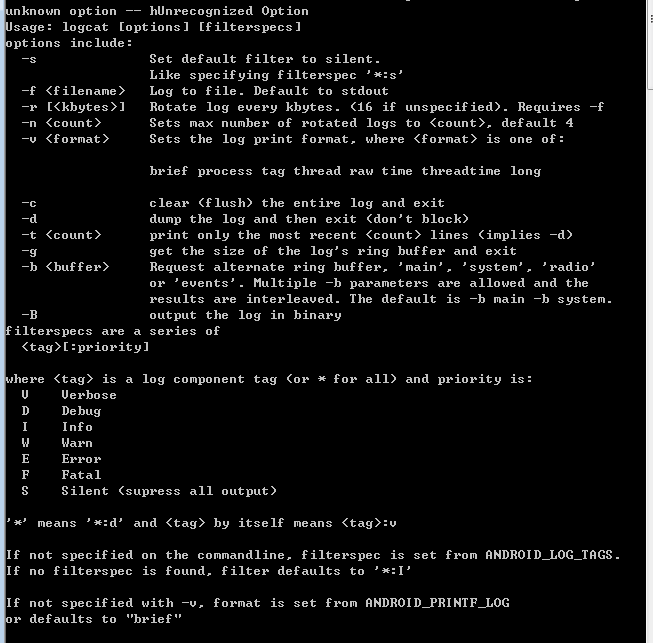 unknown option -- hUnrecognized Option
Usage: logcat [options] [filterspecs]
options include:
  -s              Set default filter to silent.
                  Like specifying filterspec '*:s'
  -f <filename>   Log to file. Default to stdout
  -r [<kbytes>]   Rotate log every kbytes. (16 if unspecified). Requires -f
  -n <count>      Sets max number of rotated logs to <count>, default 4
  -v <format>     Sets the log print format, where <format> is one of:

                  brief process tag thread raw time threadtime long

  -c              clear (flush) the entire log and exit
  -d              dump the log and then exit (don't block)
  -t <count>      print only the most recent <count> lines (implies -d)
  -g              get the size of the log's ring buffer and exit
  -b <buffer>     Request alternate ring buffer, 'main', 'system', 'radio'
                  or 'events'. Multiple -b parameters are allowed and the
                  results are interleaved. The default is -b main -b system.
  -B              output the log in binary
filterspecs are a series of
  <tag>[:priority]

where <tag> is a log component tag (or * for all) and priority is:
  V    Verbose
  D    Debug
  I    Info
  W    Warn
  E    Error
  F    Fatal
  S    Silent (supress all output)

'*' means '*:d' and <tag> by itself means <tag>:v

If not specified on the commandline, filterspec is set from ANDROID_LOG_TAGS.
If no filterspec is found, filter defaults to '*:I'

If not specified with -v, format is set from ANDROID_PRINTF_LOG
or defaults to "brief"